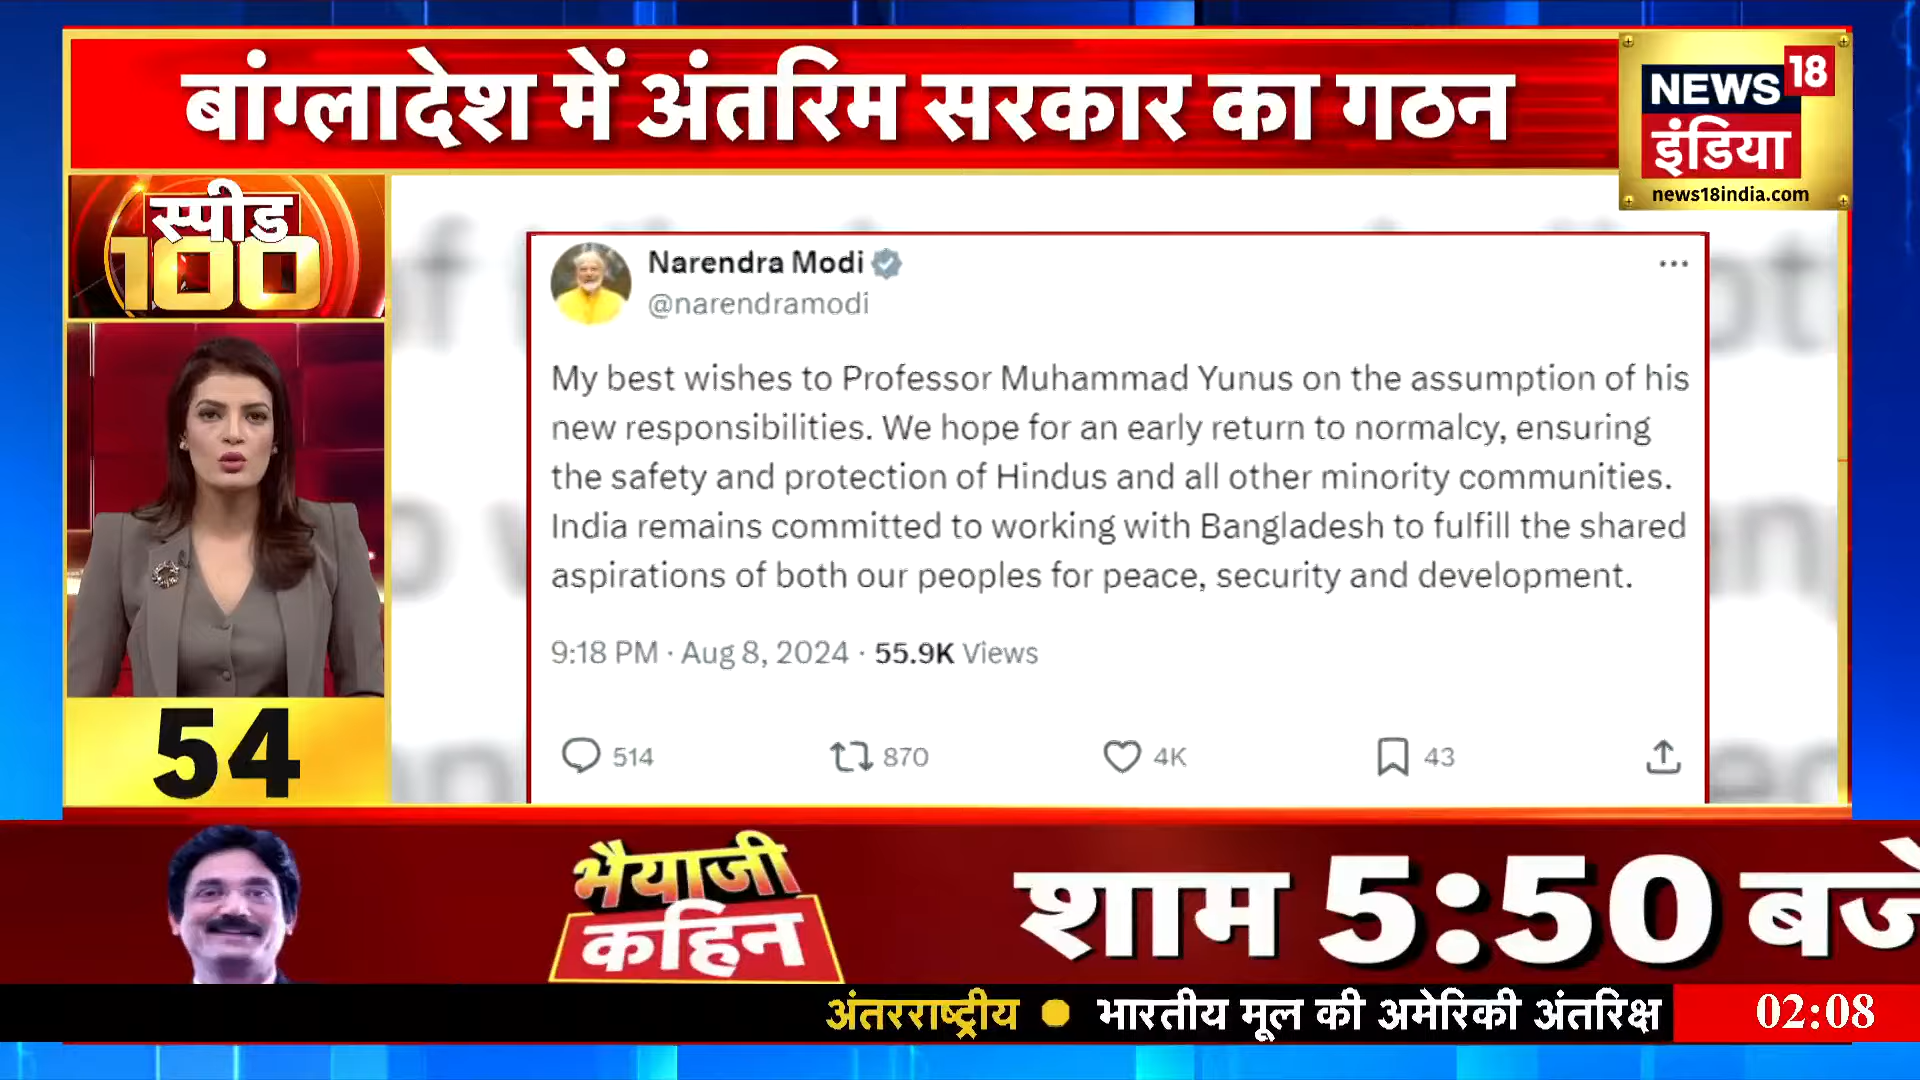 बांग्लादेश में अंतरिम सरकार का गठन
NEWS 18
इंडिया
news18india.com
स्पीड
100
Narendra Modi
@narendramodi
My best wishes to Professor Muhammad Yunus on the assumption of his
new responsibilities. We hope for an early return to normalcy, ensuring
the safety and protection of Hindus and all other minority communities.
India remains committed to working with Bangladesh to fulfill the shared
aspirations of both our peoples for peace, security and development.
9:18 PM · Aug 8, 2024 · 55.9K Views
514 870 4K 43
54
भैयाजी
कहिन
शाम 5:50 बजे
अंतरराष्ट्रीय ● भारतीय मूल की अमेरिकी अंतरिक्ष
02:08